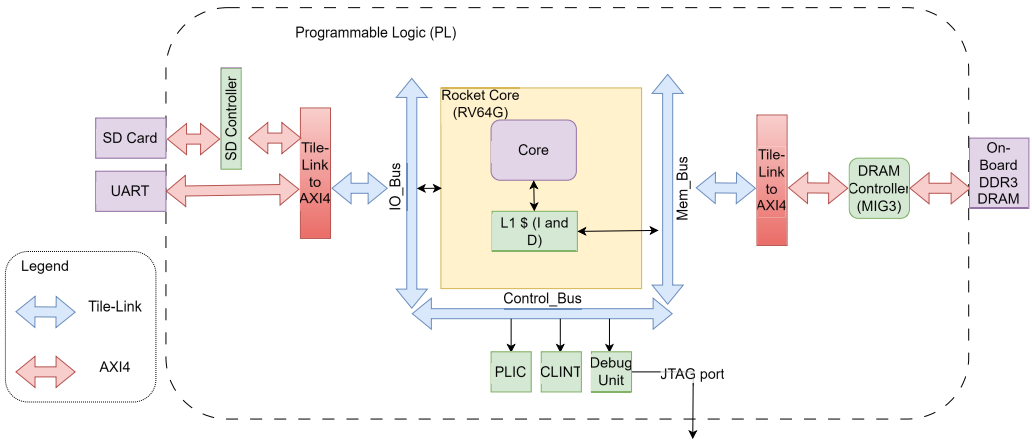 Programmable Logic (PL)
SD Card
SD Controller
UART
Tile-
Link
to
AXI4
IO_Bus
Rocket Core
(RV64G)
Core
L1 $ (I and
D)
Mem_Bus
Tile-
Link
to
AXI4
DRAM
Controller
(MIG3)
On-
Board
DDR3
DRAM
Control_Bus
PLIC
CLINT
Debug
Unit
JTAG port
Legend
Tile-Link
AXI4